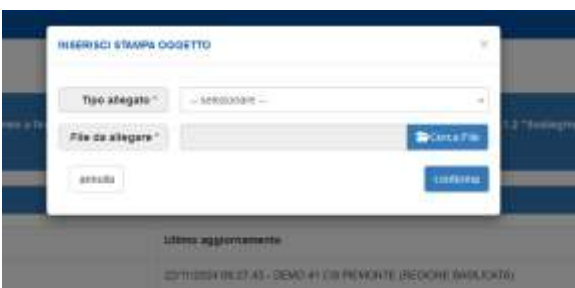 INSERISCI STAMPA OGGETTO
×
Tipo allegato *
-- selezionare --
File da allegare *
Cerca File
annulla
conferma
Ultimo aggiornamento